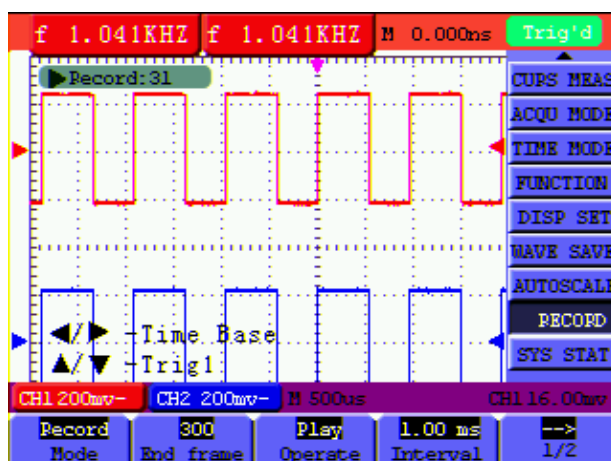 f 1.041KHZ f 1.041KHZ M 0.000ns Trig'd
Record:31
CURS MEAS
ACQU MODE
TIME MODE
FUNCTION
DISP SET
WAVE SAVE
AUTOSCALE
RECORD
SYS STAT
◀/▶ -Time Base
▲/▼ -Trig1
CH1 200mv- CH2 200mv- M 500us CH1 16.00mv
Record 300 Play 1.00 ms -->
Mode End frame Operate Interval 1/2